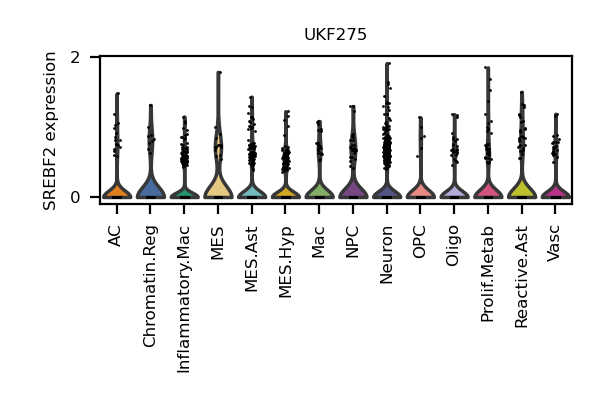 UKF275
SREBF2 expression
2
0
AC
Chromatin.Reg
Inflammatory.Mac
MES
MES.Ast
MES.Hyp
Mac
NPC
Neuron
OPC
Oligo
Prolif.Metab
Reactive.Ast
Vasc